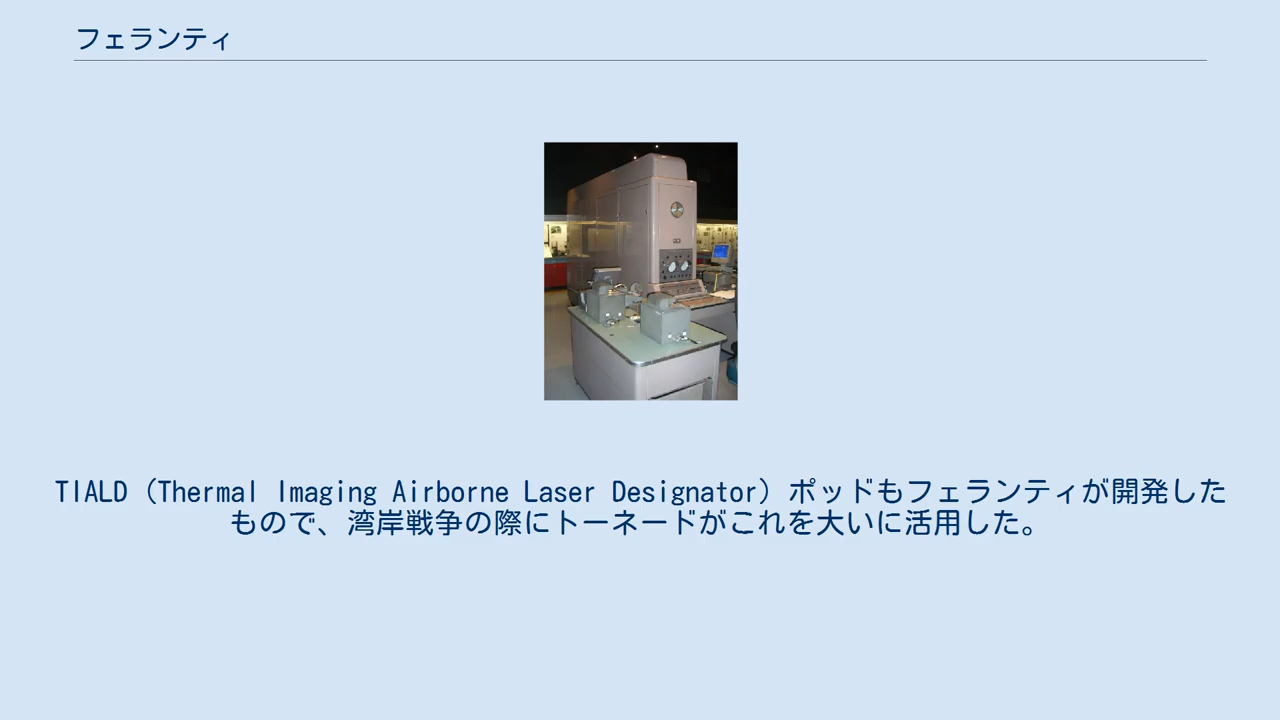 フェランティ
TIALD（Thermal Imaging Airborne Laser Designator）ポッドもフェランティが開発した
もので、湾岸戦争の際にトーネードがこれを大いに活用した。